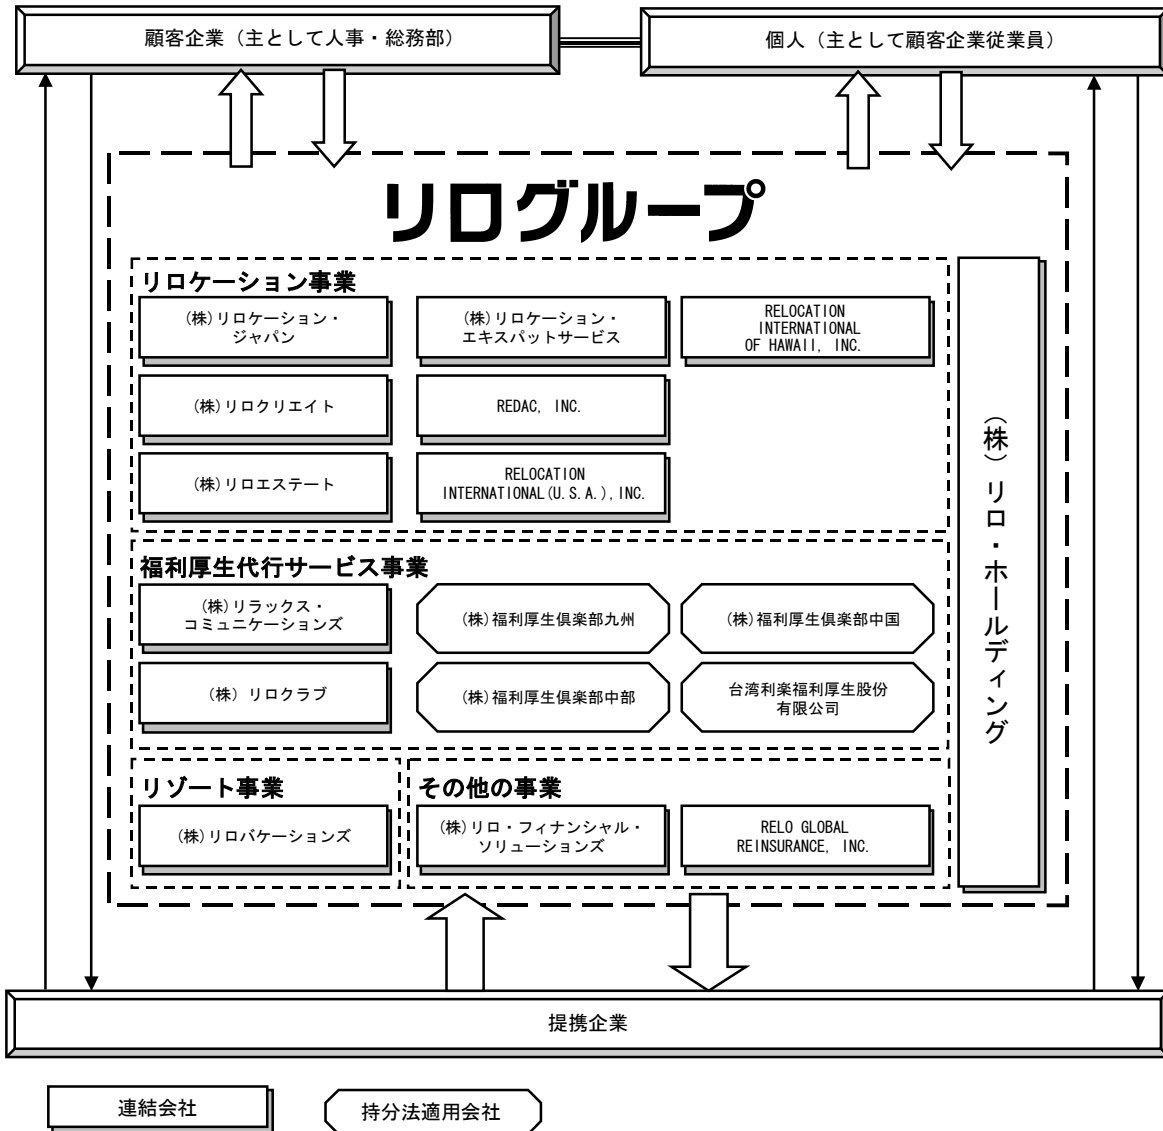 顧客企業（主として人事・総務部）
個人（主として顧客企業従業員）
リログループ
リロケーション事業
(株)リロケーション・
ジャパン
(株)リロケーション・
エキスパットサービス
RELOCATION
INTERNATIONAL
OF HAWAII, INC.
(株)リロクリエイト
REDAC, INC.
(株)リロエステート
RELOCATION
INTERNATIONAL(U.S.A.),INC.
福利厚生代行サービス事業
(株)リラックス・
コミュニケーションズ
(株)福利厚生倶楽部九州
(株)福利厚生倶楽部中国
(株) リロクラブ
(株)福利厚生倶楽部中部
台湾利楽福利厚生股份
有限公司
リゾート事業
(株)リロバケーションズ
その他の事業
(株)リロ・フィナンシャル・
ソリューションズ
RELO GLOBAL
REINSURANCE, INC.
(株)リロ・ホールディング
提携企業
連結会社
持分法適用会社